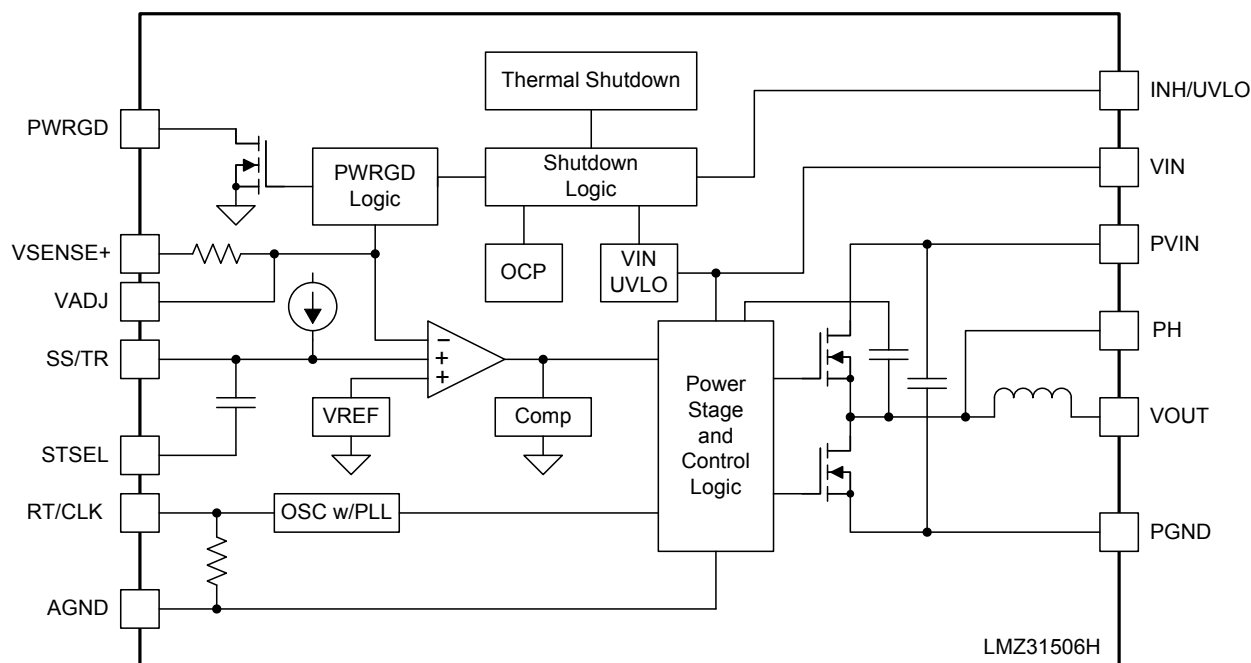 Thermal Shutdown
INH/UVLO
PWRGD
PWRGD
Logic
Shutdown
Logic
VIN
VSENSE+
OCP
VIN
UVLO
PVIN
VADJ
SS/TR
−
+
+
PH
VREF
Comp
Power
Stage
and
Control
Logic
VOUT
STSEL
RT/CLK
OSC w/PLL
PGND
AGND
LMZ31506H